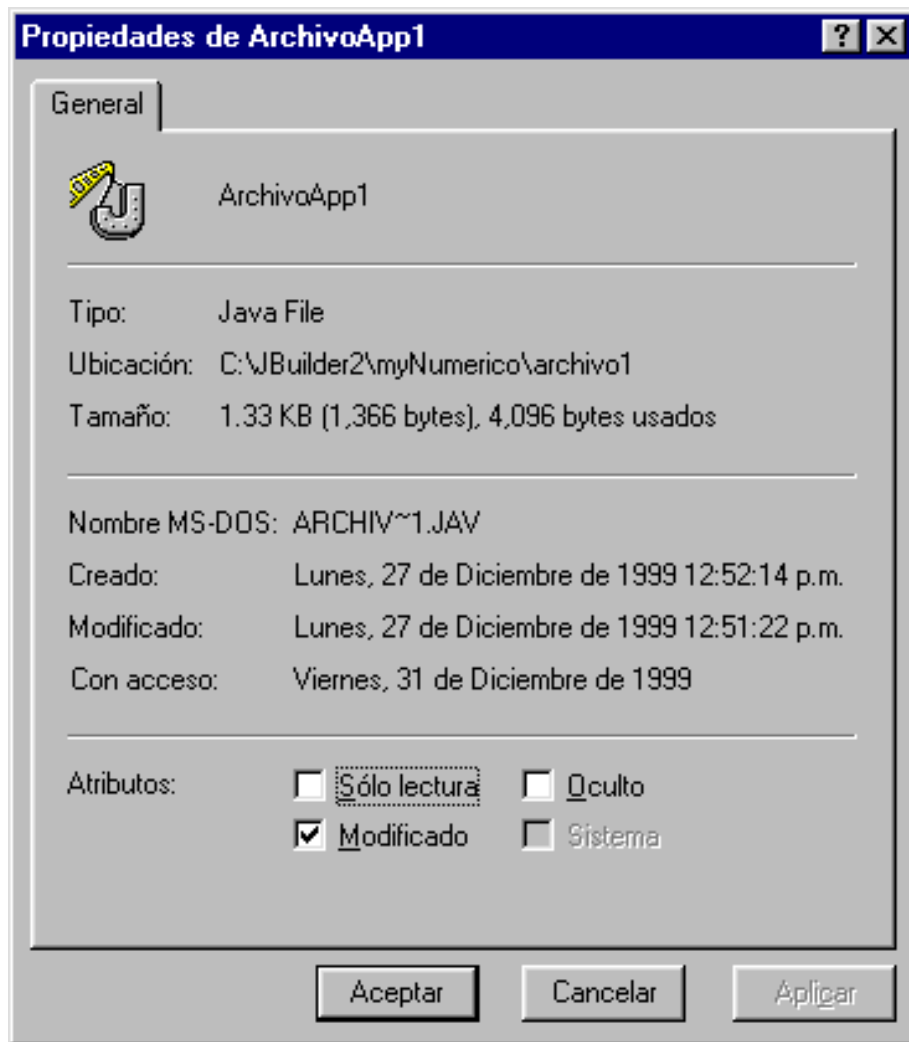 Propiedades de ArchivoApp1
General
ArchivoApp1
Tipo: Java File
Ubicación: C:\JBuilder2\myNumerico\archivo1
Tamaño: 1.33 KB (1,366 bytes), 4,096 bytes usados
Nombre MS-DOS: ARCHIV~1.JAV
Creado: Lunes, 27 de Diciembre de 1999 12:52:14 p.m.
Modificado: Lunes, 27 de Diciembre de 1999 12:51:22 p.m.
Con acceso: Viernes, 31 de Diciembre de 1999
Atributos: Sólo lectura Oculto
Modificado Sistema
Aceptar Cancelar Aplicar